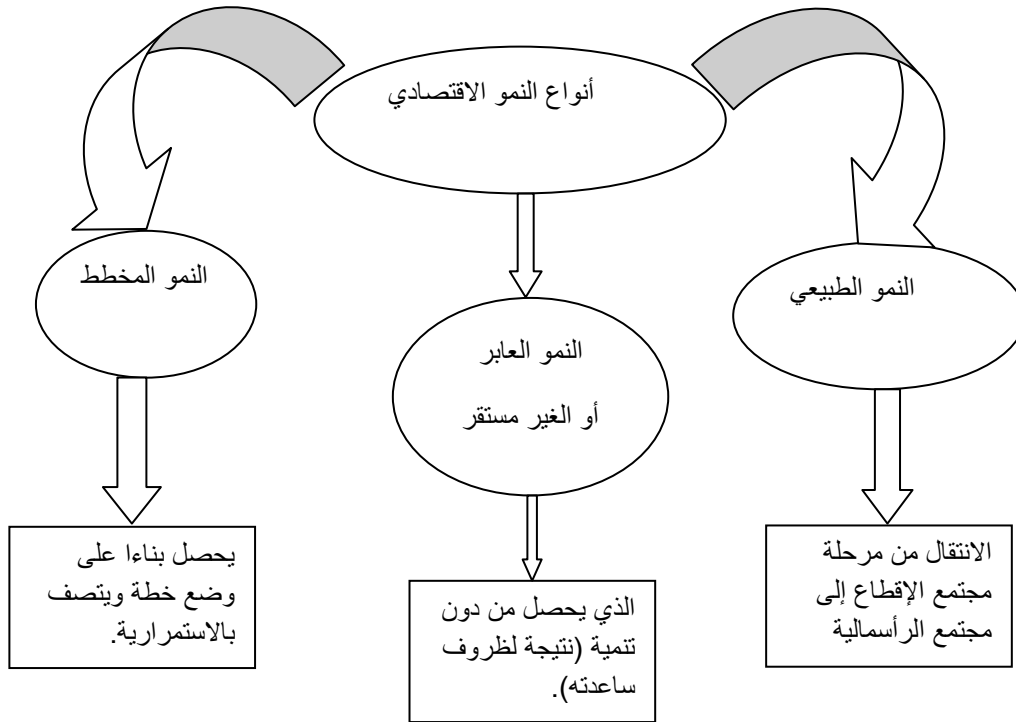 أنواع النمو الاقتصادي
النمو الطبيعي
النمو العابر
أو الغير مستقر
النمو المخطط
الانتقال من مرحلة
مجتمع الإقطاع إلى
مجتمع الرأسمالية
الذي يحصل من دون
تنمية (نتيجة لظروف
ساعدته).
يحصل بناءا على
وضع خطة ويتصف
بالاستمرارية.